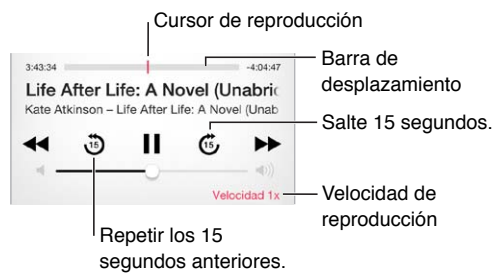 Cursor de reproducción
3:43:34
-4:04:47
Barra de
desplazamiento
Life After Life: A Novel (Unabric
Kate Atkinson – Life After Life: A Novel (Unab
Salte 15 segundos.
15
15
Velocidad 1x
Velocidad de
reproducción
Repetir los 15
segundos anteriores.